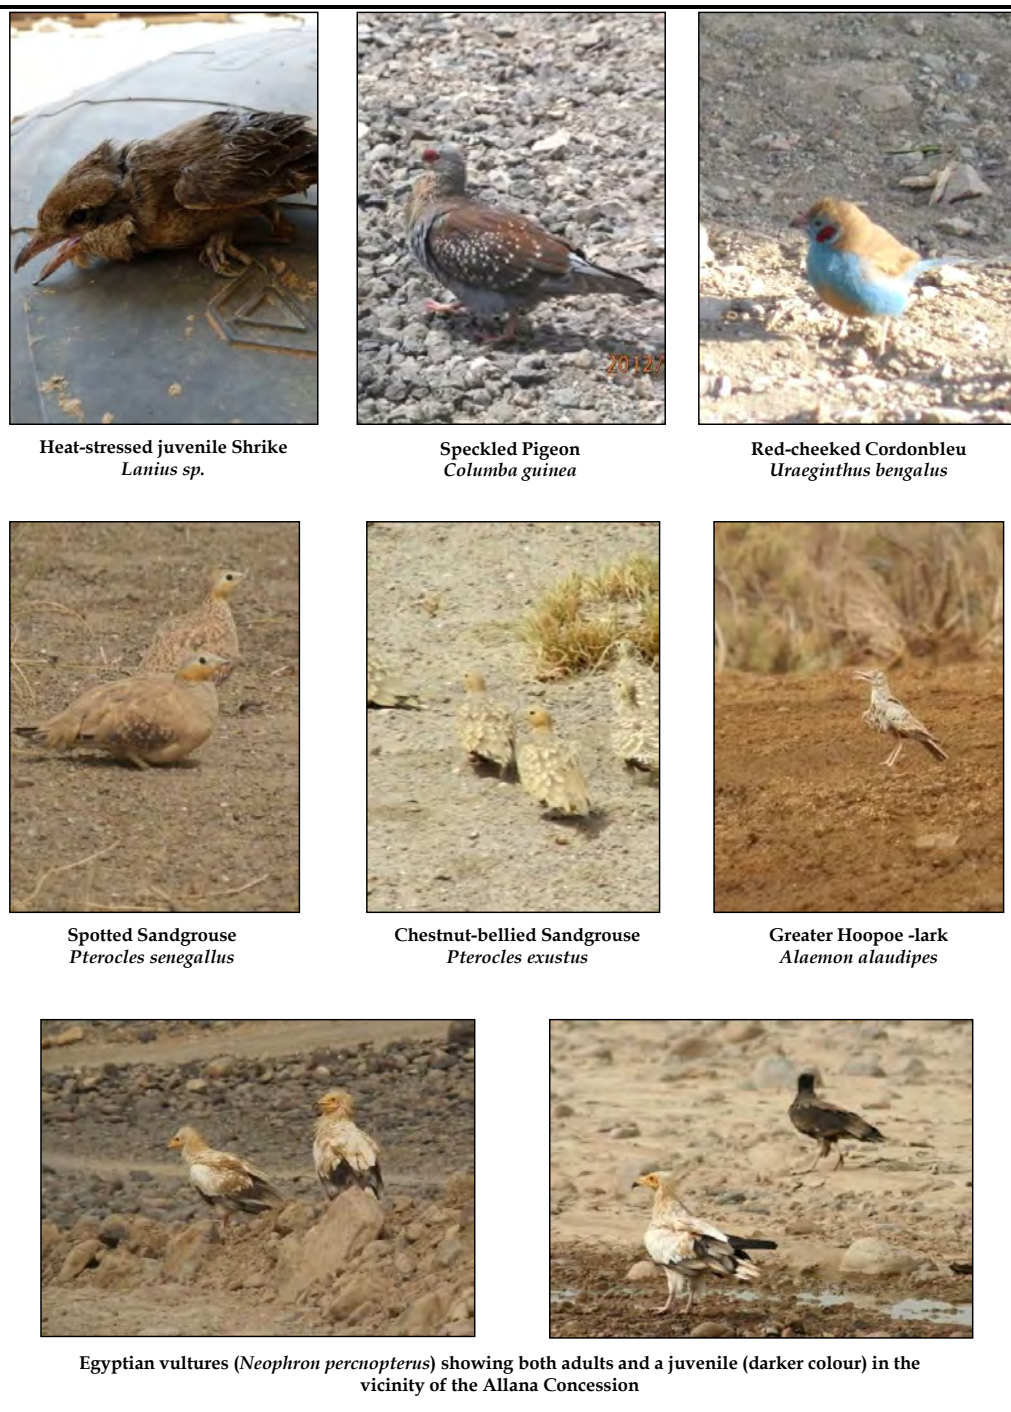 2012/
Heat-stressed juvenile Shrike
Lanius sp.
Speckled Pigeon
Columba guinea
Red-cheeked Cordonbleu
Uraeginthus bengalus
Spotted Sandgrouse
Pterocles senegallus
Chestnut-bellied Sandgrouse
Pterocles exustus
Greater Hoopoe -lark
Alaemon alaudipes
Egyptian vultures (Neophron percnopterus) showing both adults and a juvenile (darker colour) in the
vicinity of the Allana Concession